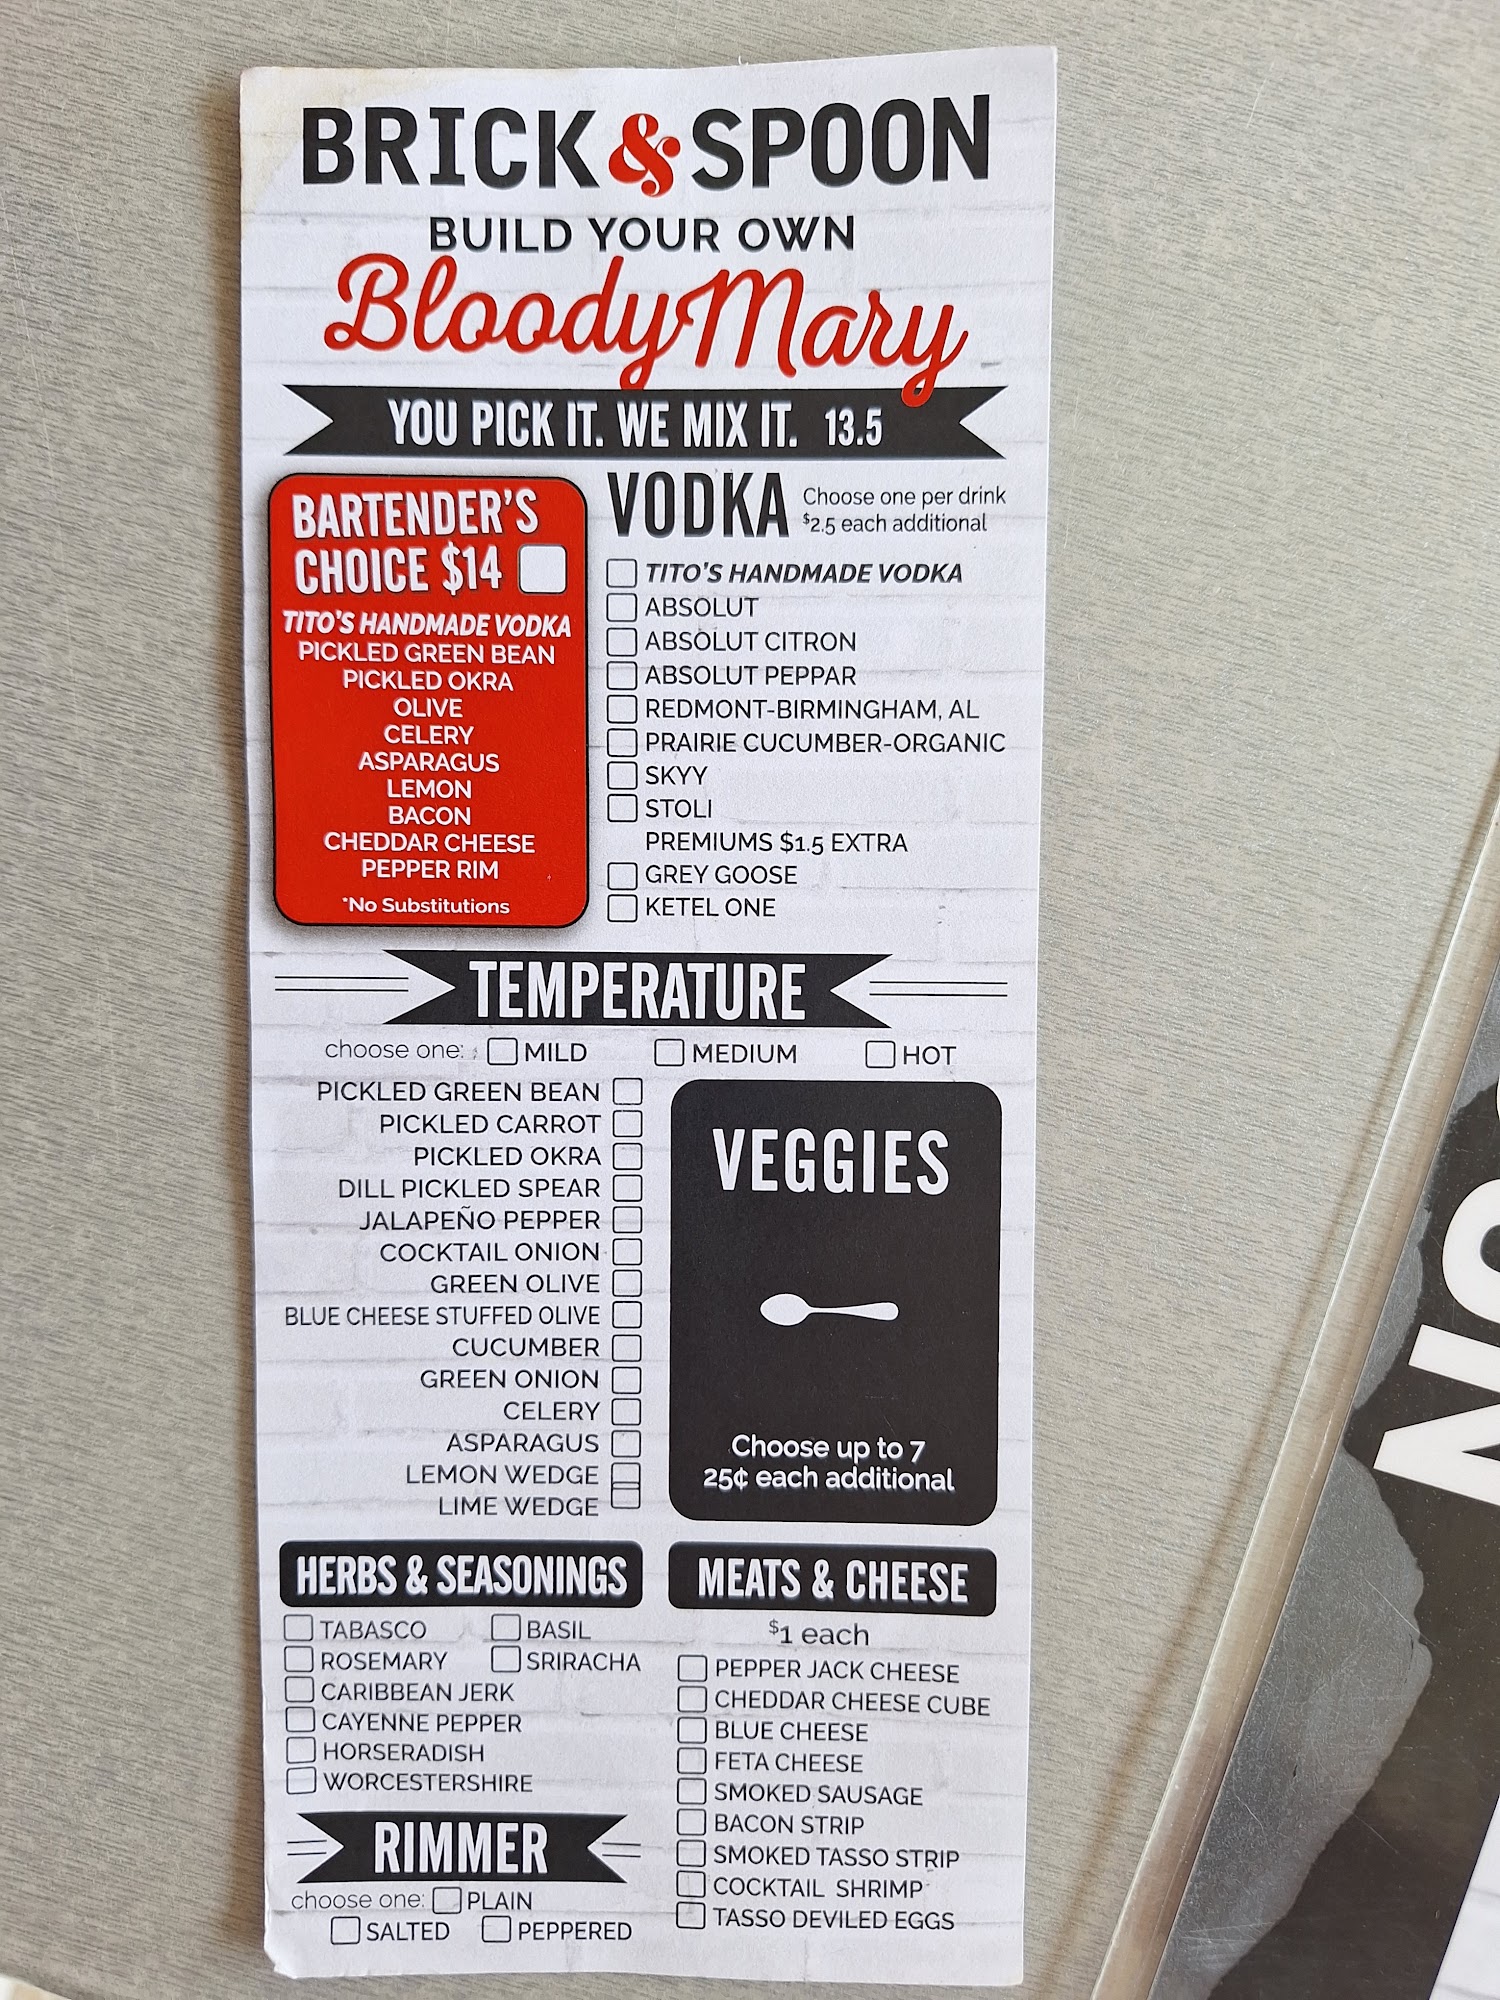 BRICK & SPOON
BUILD YOUR OWN
Bloody Mary
YOU PICK IT. WE MIX IT. 13.5
BARTENDER'S
CHOICE $14
TITO'S HANDMADE VODKA
PICKLED GREEN BEAN
PICKLED OKRA
OLIVE
CELERY
ASPARAGUS
LEMON
BACON
CHEDDAR CHEESE
PEPPER RIM
*No Substitutions
VODKA
Choose one per drink
$2.5 each additional
TITO'S HANDMADE VODKA
ABSOLUT
ABSOLUT CITRON
ABSOLUT PEPPAR
REDMONT-BIRMINGHAM, AL
PRAIRIE CUCUMBER-ORGANIC
SKYY
STOLI
PREMIUMS $1.5 EXTRA
GREY GOOSE
KETEL ONE
TEMPERATURE
choose one: MILD MEDIUM HOT
PICKLED GREEN BEAN
PICKLED CARROT
PICKLED OKRA
DILL PICKLED SPEAR
JALAPEÑO PEPPER
COCKTAIL ONION
GREEN OLIVE
BLUE CHEESE STUFFED OLIVE
CUCUMBER
GREEN ONION
CELERY
ASPARAGUS
LEMON WEDGE
LIME WEDGE
VEGGIES
Choose up to 7
25¢ each additional
HERBS & SEASONINGS
TABASCO BASIL
ROSEMARY SRIRACHA
CARIBBEAN JERK
CAYENNE PEPPER
HORSERADISH
WORCESTERSHIRE
RIMMER
choose one: PLAIN
SALTED PEPPERED
MEATS & CHEESE
$1 each
PEPPER JACK CHEESE
CHEDDAR CHEESE CUBE
BLUE CHEESE
FETA CHEESE
SMOKED SAUSAGE
BACON STRIP
SMOKED TASSO STRIP
COCKTAIL SHRIMP
TASSO DEVILED EGGS